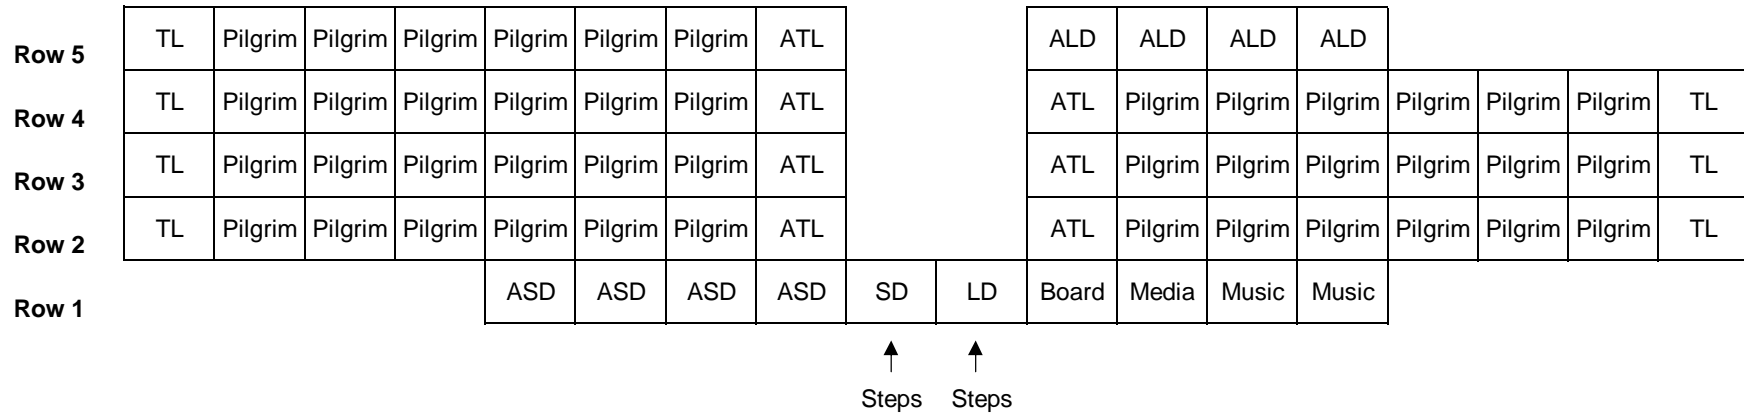 Row 5 TL Pilgrim Pilgrim Pilgrim Pilgrim Pilgrim Pilgrim ATL ALD ALD ALD ALD
Row 4 TL Pilgrim Pilgrim Pilgrim Pilgrim Pilgrim Pilgrim ATL ATL Pilgrim Pilgrim Pilgrim Pilgrim Pilgrim Pilgrim TL
Row 3 TL Pilgrim Pilgrim Pilgrim Pilgrim Pilgrim Pilgrim ATL ATL Pilgrim Pilgrim Pilgrim Pilgrim Pilgrim Pilgrim TL
Row 2 TL Pilgrim Pilgrim Pilgrim Pilgrim Pilgrim Pilgrim ATL ATL Pilgrim Pilgrim Pilgrim Pilgrim Pilgrim Pilgrim TL
Row 1 ASD ASD ASD ASD SD LD Board Media Music Music
Steps Steps